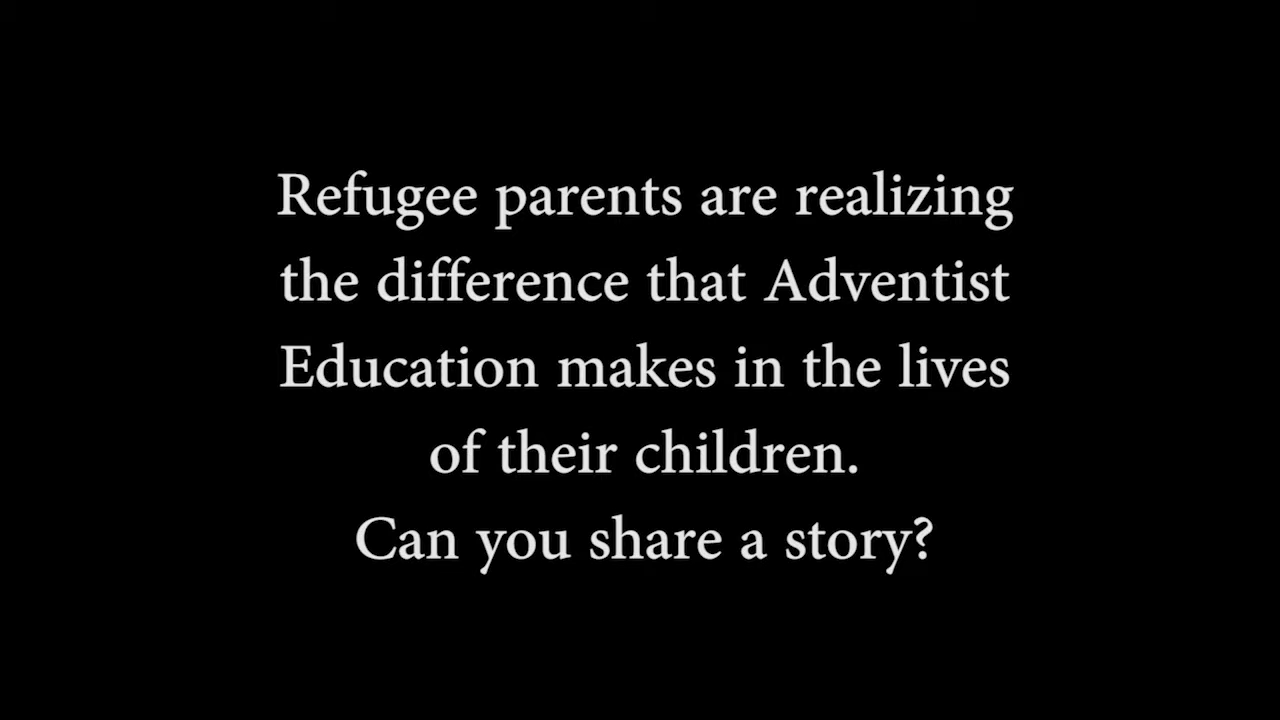 Refugee parents are realizing
the difference that Adventist
Education makes in the lives
of their children.
Can you share a story?